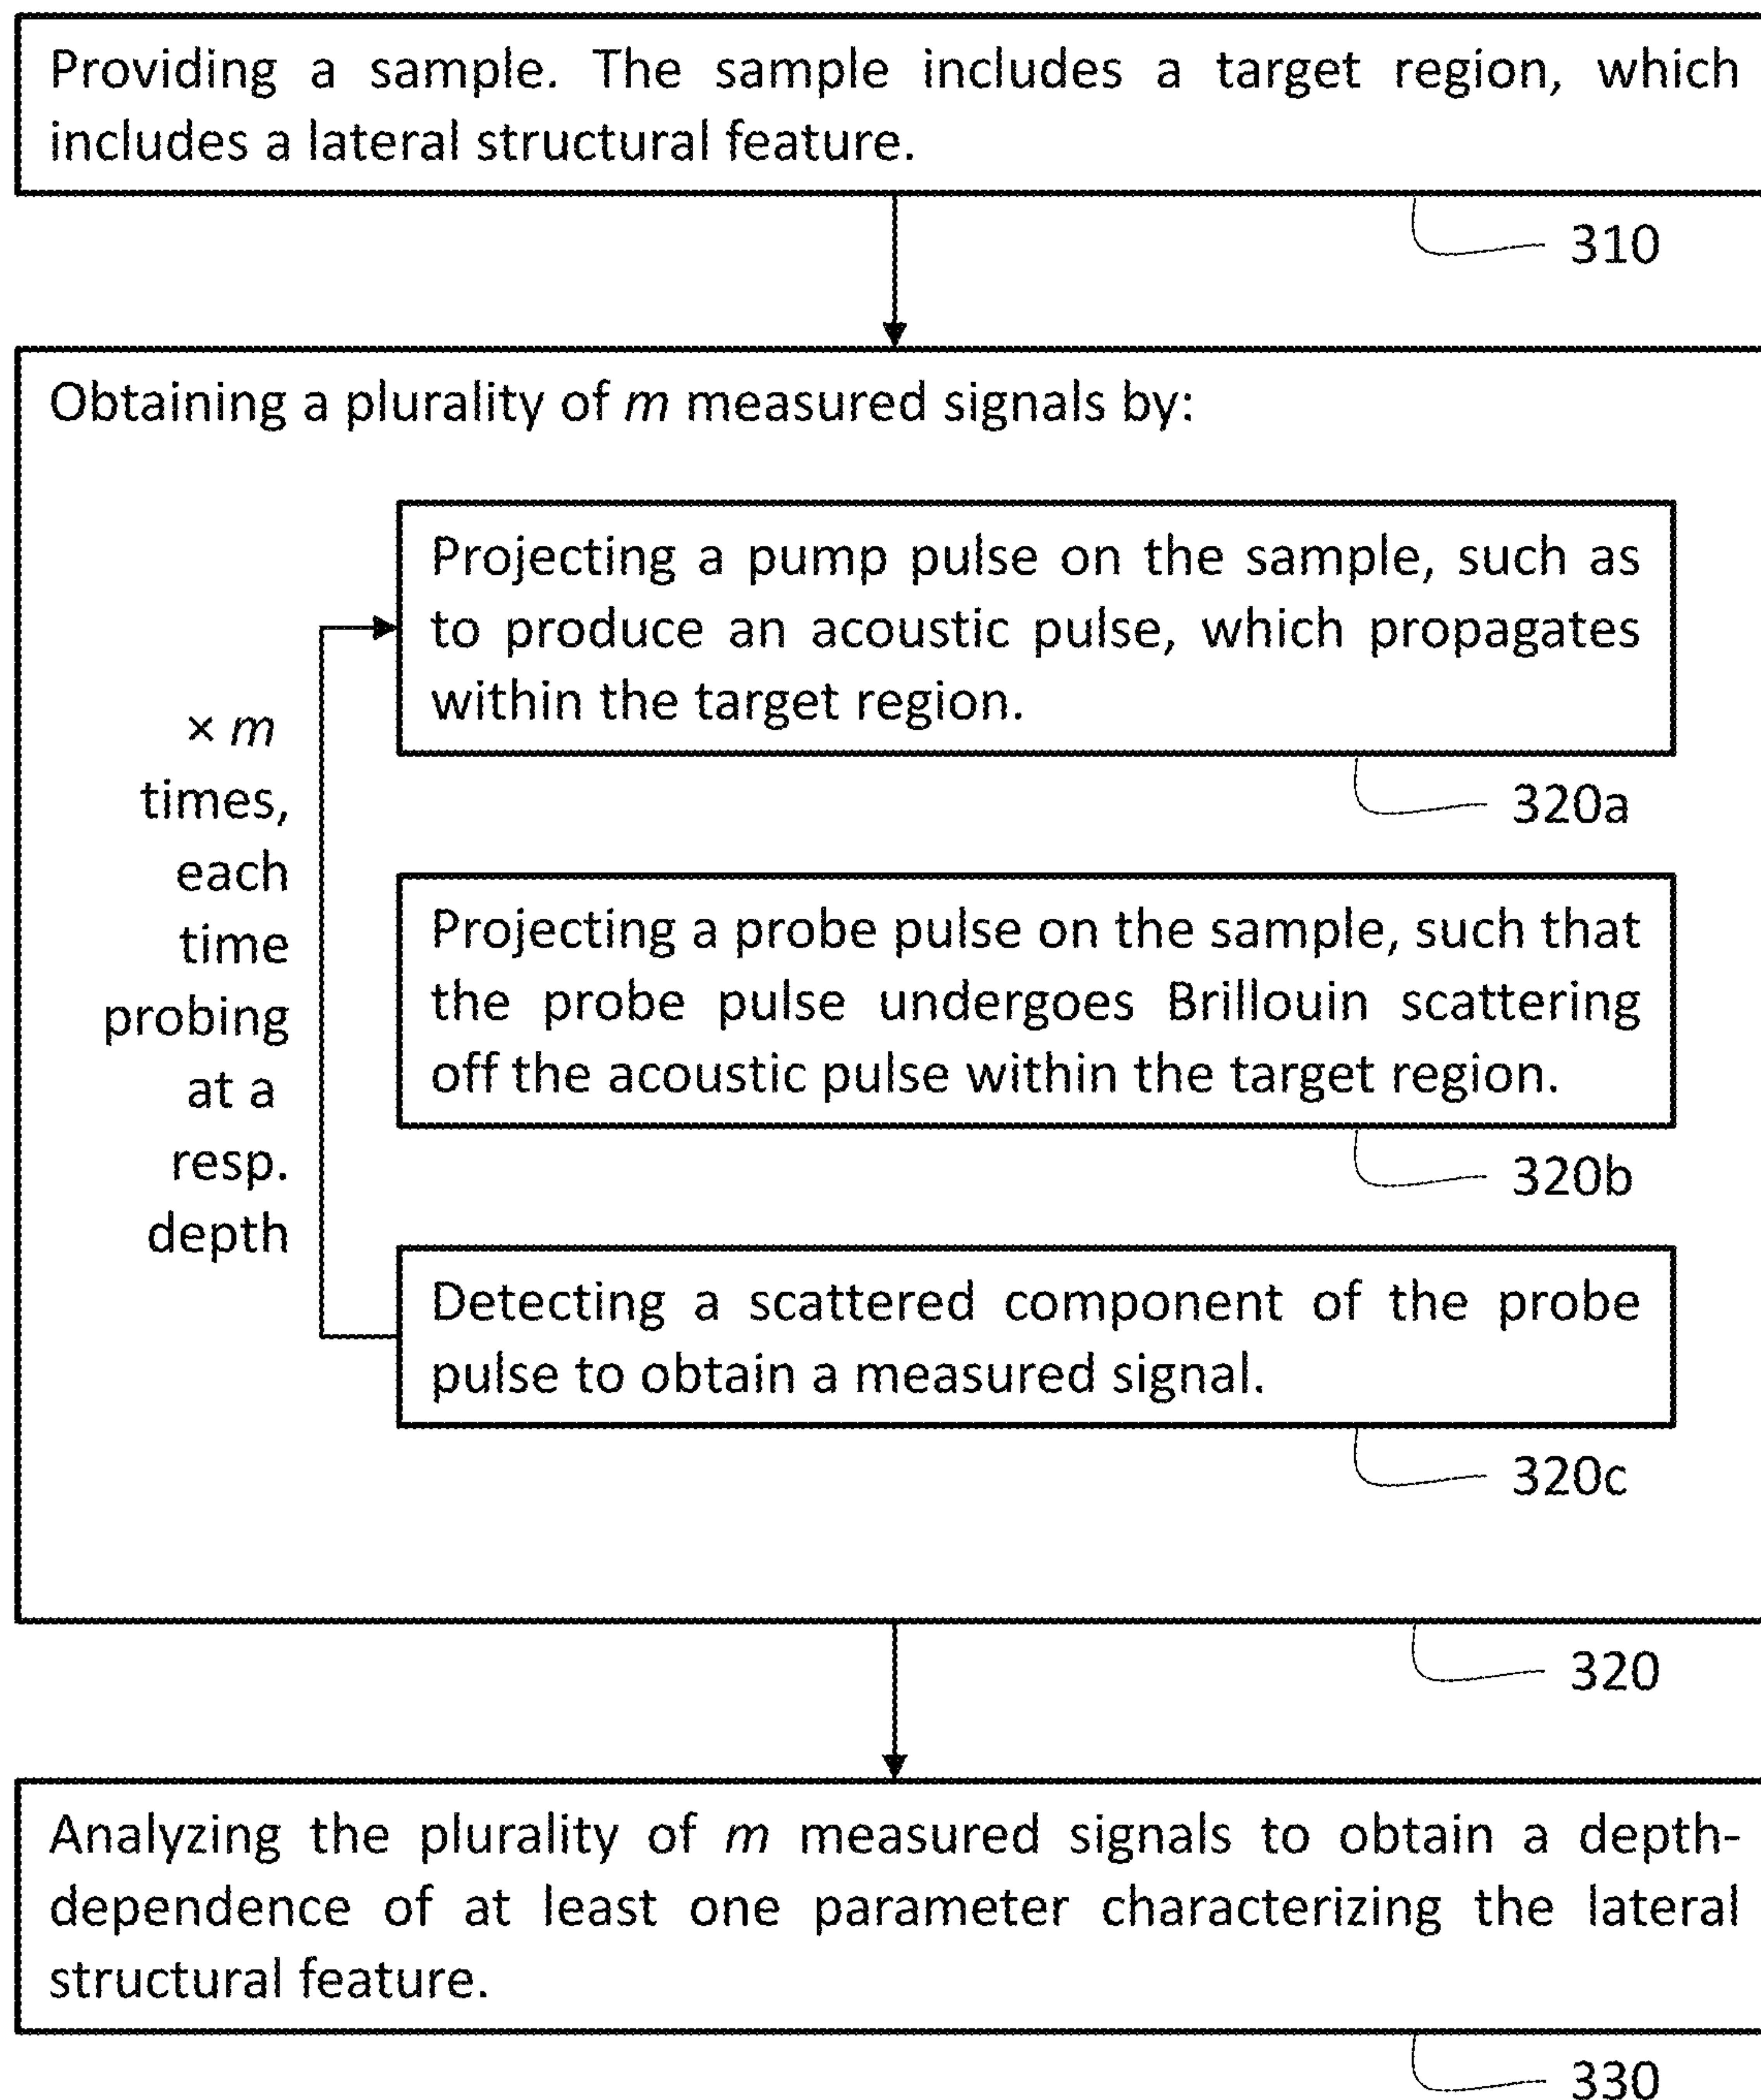 Providing a sample. The sample includes a target region, which
includes a lateral structural feature.
310
Obtaining a plurality of m measured signals by:
Projecting a pump pulse on the sample, such as
to produce an acoustic pulse, which propagates
within the target region.
320a
× m
times,
each
time
probing
at a
resp.
depth
Projecting a probe pulse on the sample, such that
the probe pulse undergoes Brillouin scattering
off the acoustic pulse within the target region.
320b
Detecting a scattered component of the probe
pulse to obtain a measured signal.
320c
320
Analyzing the plurality of m measured signals to obtain a depth-
dependence of at least one parameter characterizing the lateral
structural feature.
330